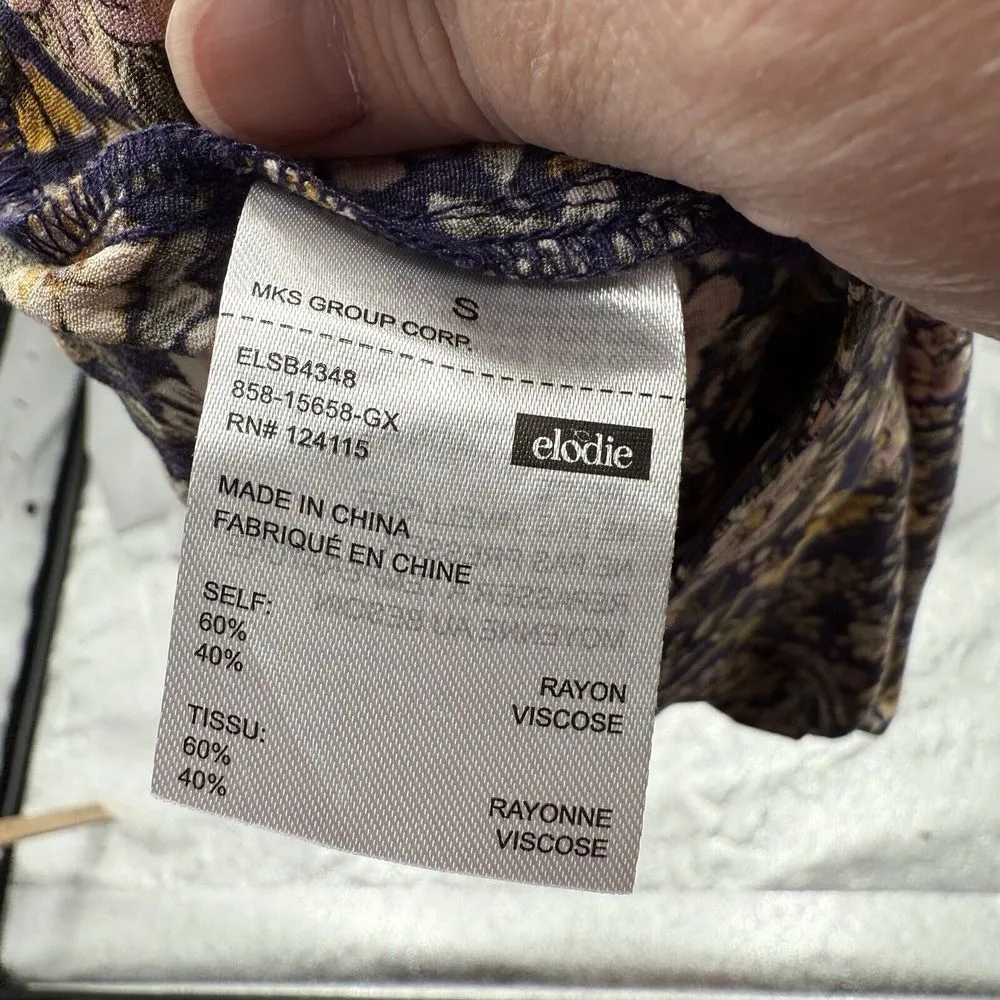 S
MKS GROUP CORP.
ELSB4348
858-15658-GX
RN# 124115
elodie
MADE IN CHINA
FABRIQUÉ EN CHINE
SELF:
60% RAYON
40% VISCOSE
TISSU:
60% RAYONNE
40% VISCOSE